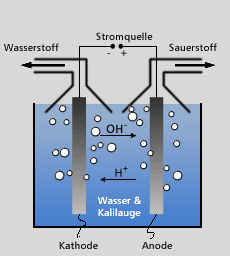 Stromquelle
- +
Wasserstoff
Sauerstoff
OH⁻
H⁺
Wasser &
Kalilauge
Kathode
Anode